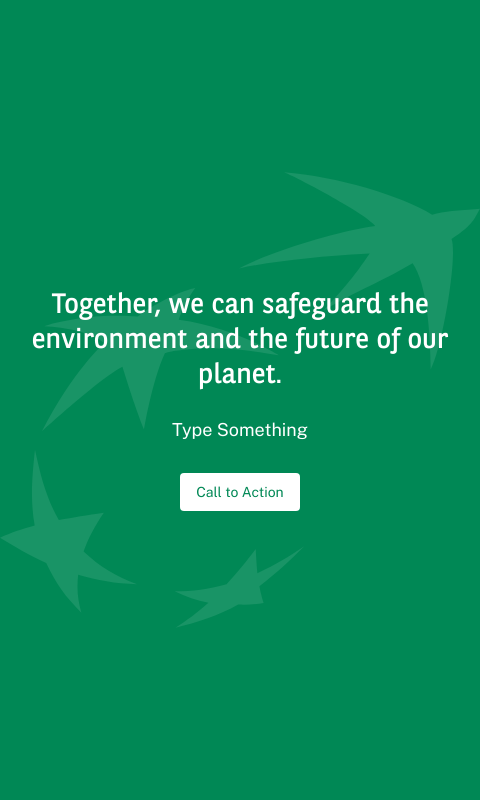 Together, we can safeguard the
environment and the future of our
planet.
Type Something
Call to Action